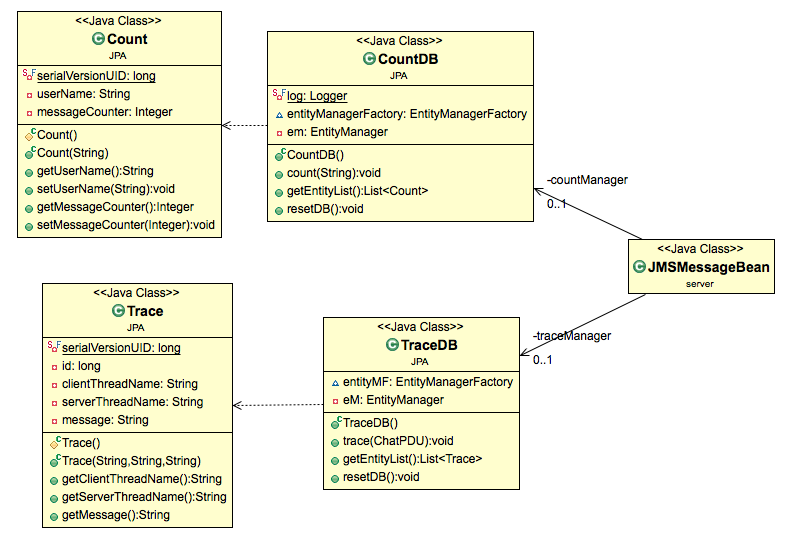 <<Java Class>>
Count
JPA
serialVersionUID: long
userName: String
messageCounter: Integer
Count()
Count(String)
getUserName():String
setUserName(String):void
getMessageCounter():Integer
setMessageCounter(Integer):void
<<Java Class>>
CountDB
JPA
log: Logger
entityManagerFactory: EntityManagerFactory
em: EntityManager
CountDB()
count(String):void
getEntityList():List<Count>
resetDB():void
-countManager
0..1
<<Java Class>>
JMSMessageBean
server
<<Java Class>>
Trace
JPA
serialVersionUID: long
id: long
clientThreadName: String
serverThreadName: String
message: String
Trace()
Trace(String,String,String)
getClientThreadName():String
getServerThreadName():String
getMessage():String
<<Java Class>>
TraceDB
JPA
entityMF: EntityManagerFactory
eM: EntityManager
TraceDB()
trace(ChatPDU):void
getEntityList():List<Trace>
resetDB():void
-traceManager
0..1